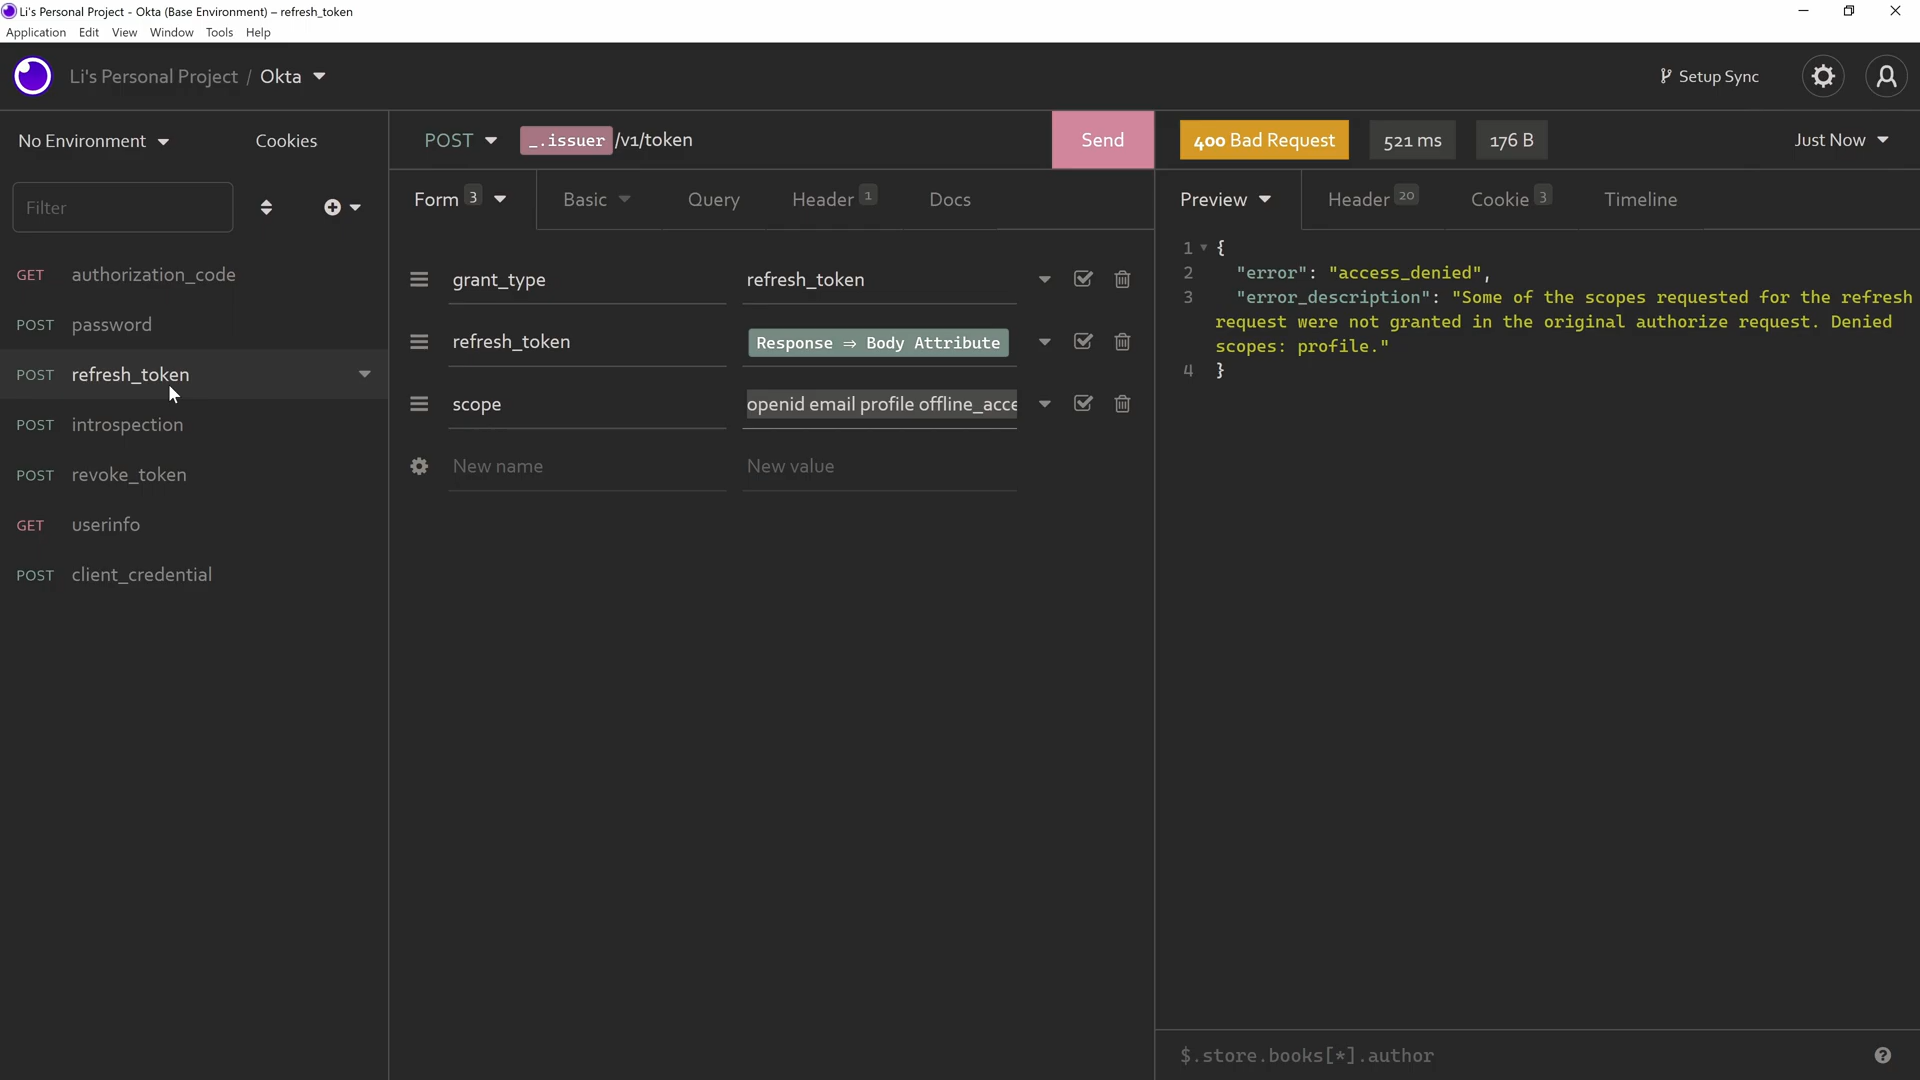 Li's Personal Project - Okta (Base Environment) – refresh_token
Application Edit View Window Tools Help
Li's Personal Project / Okta
Setup Sync
No Environment
Cookies
POST _.issuer /v1/token
Send
400 Bad Request 521 ms 176 B
Just Now
Filter
Form 3 Basic Query Header 1 Docs
Preview Header 20 Cookie 3 Timeline
GET authorization_code
POST password
POST refresh_token
POST introspection
POST revoke_token
GET userinfo
POST client_credential
grant_type refresh_token
refresh_token Response ⇒ Body Attribute
scope openid email profile offline_acce
New name New value
1 {
2 "error": "access_denied",
3 "error_description": "Some of the scopes requested for the refresh
request were not granted in the original authorize request. Denied
scopes: profile."
4 }
$.store.books[*].author